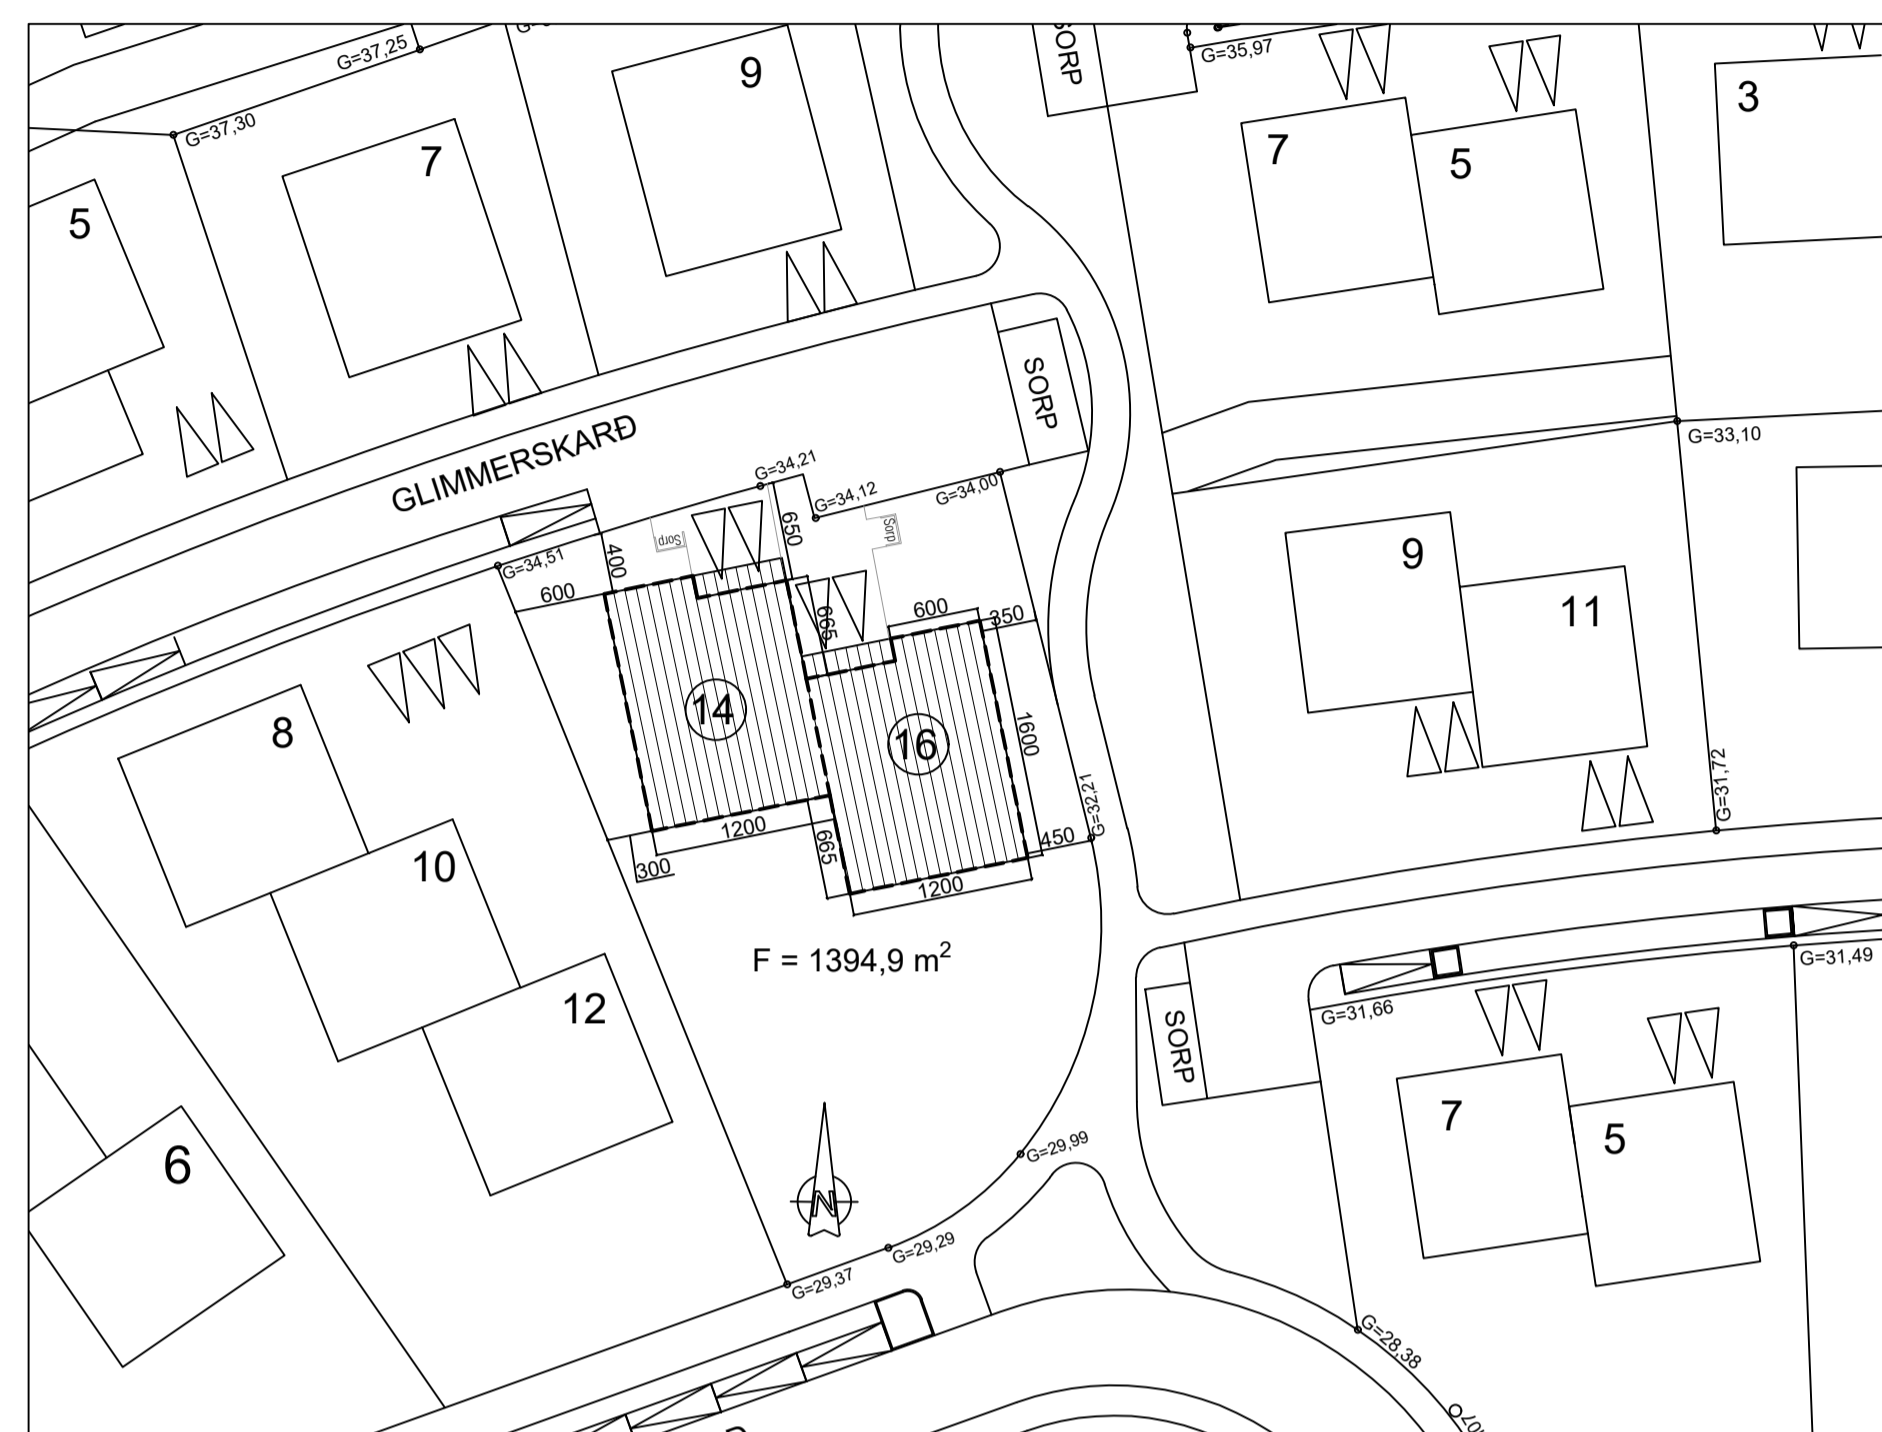 G=37,25
G=37,30
9
SORP
G=35,97
7
5
3
7
5
GLIMMERSKARÐ
SORP
G=33,10
G=34,21
G=34,12
G=34,00
G=34,51
Sorp
Sorp
400
650
600
665
600
350
9
11
14
16
1600
8
G=32,21
G=31,72
1200
665
450
300
1200
10
F = 1394,9 m²
12
G=31,49
G=31,66
SORP
7
5
6
G=29,99
N
G=29,29
G=29,37
G=28,38